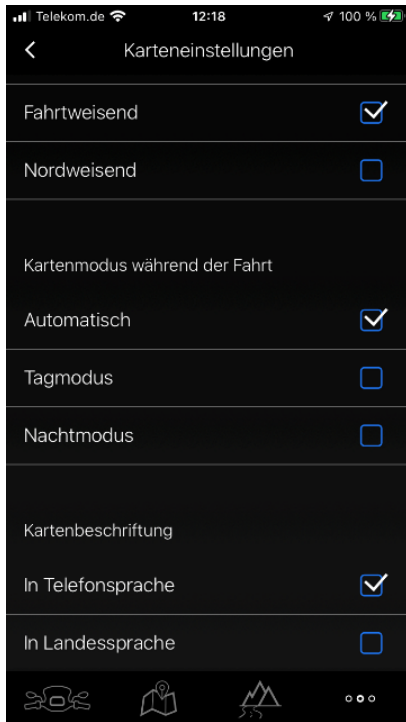 Telekom.de 12:18 100 %
Karteneinstellungen
Fahrtweisend
Nordweisend
Kartenmodus während der Fahrt
Automatisch
Tagmodus
Nachtmodus
Kartenbeschriftung
In Telefonsprache
In Landessprache